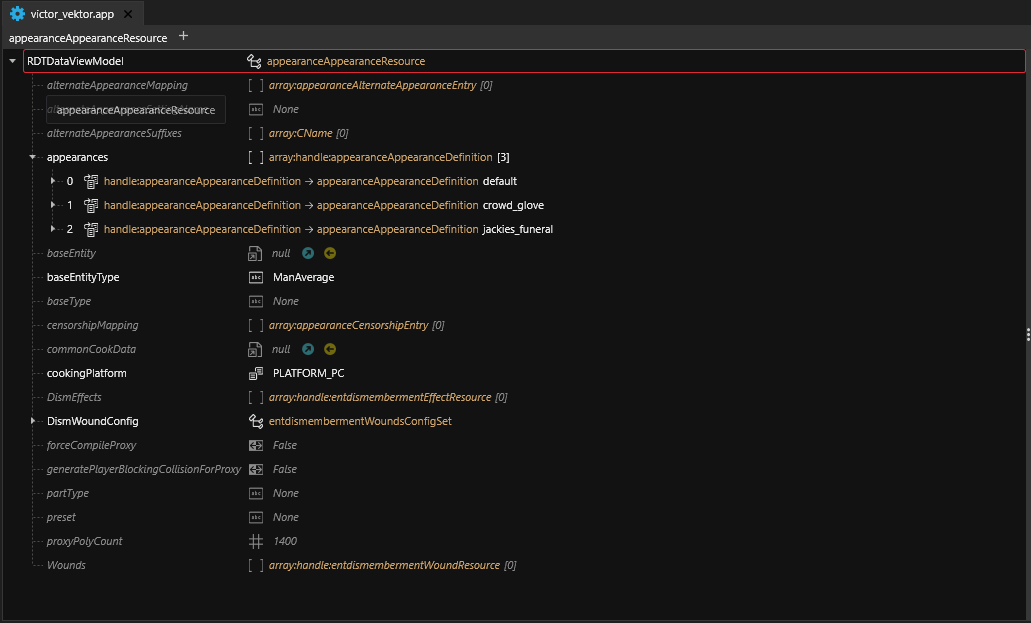 victor_vektor.app ×
appearanceAppearanceResource +
RDTDataViewModel appearanceAppearanceResource
alternateAppearanceMapping [ ] array:appearanceAlternateAppearanceEntry [0]
appearanceAppearanceResource abc None
alternateAppearanceSuffixes [ ] array:CName [0]
appearances [ ] array:handle:appearanceAppearanceDefinition [3]
0 handle:appearanceAppearanceDefinition → appearanceAppearanceDefinition default
1 handle:appearanceAppearanceDefinition → appearanceAppearanceDefinition crowd_glove
2 handle:appearanceAppearanceDefinition → appearanceAppearanceDefinition jackies_funeral
baseEntity null
baseEntityType abc ManAverage
baseType abc None
censorshipMapping [ ] array:appearanceCensorshipEntry [0]
commonCookData null
cookingPlatform PLATFORM_PC
DismEffects [ ] array:handle:entdismembermentEffectResource [0]
DismWoundConfig entdismembermentWoundsConfigSet
forceCompileProxy False
generatePlayerBlockingCollisionForProxy False
partType abc None
preset abc None
proxyPolyCount 1400
Wounds [ ] array:handle:entdismembermentWoundResource [0]